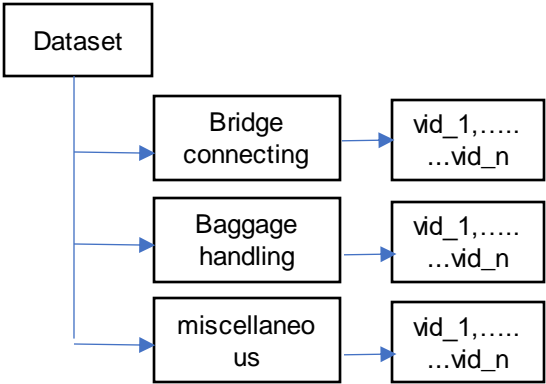 Dataset
Bridge
connecting
vid_1,.....
...vid_n
Baggage
handling
vid_1,.....
...vid_n
miscellaneo
us
vid_1,.....
...vid_n